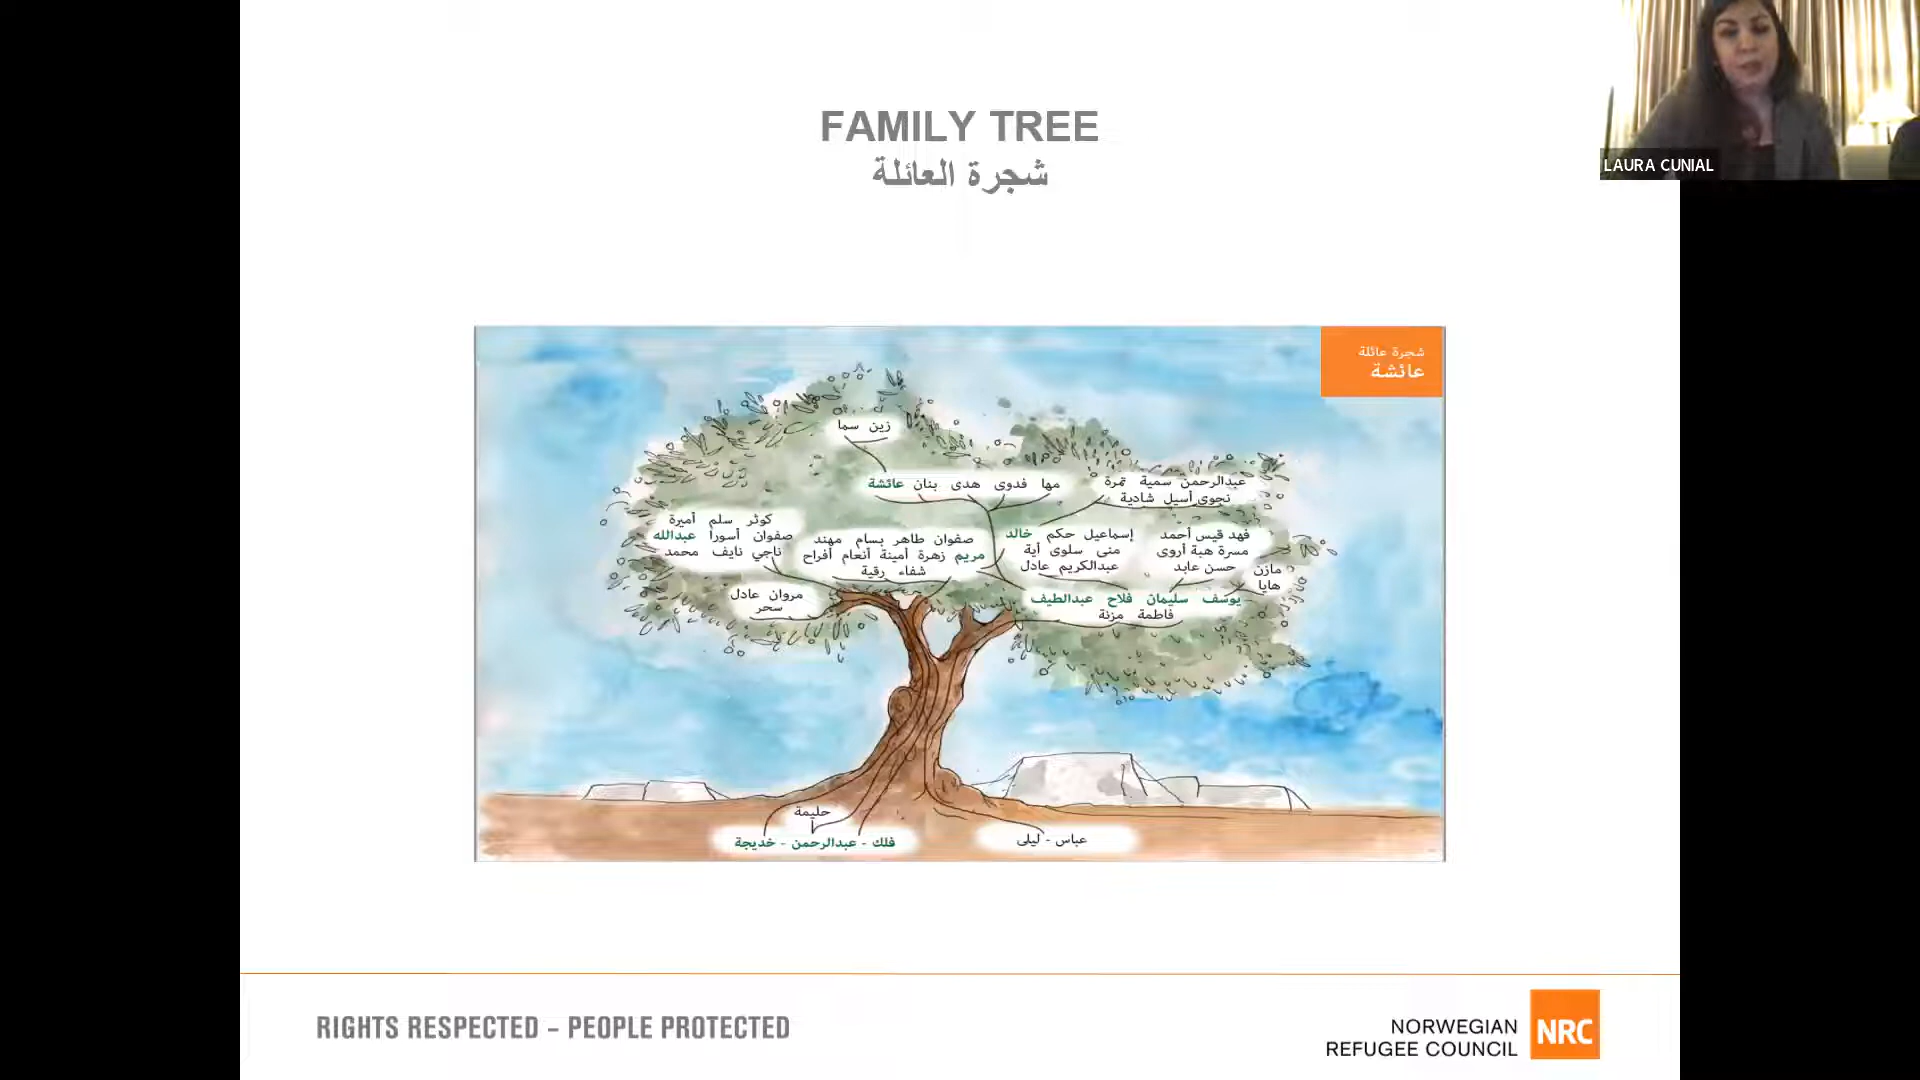 FAMILY TREE
شجرة العائلة
LAURA CUNIAL
شجرة عائلة
عائشة
زين سما
مها فدوى هدى بنان عائشة
عبدالرحمن سمية تمرة
نجوى أسيل شادية
كوثر سلم أميرة
صفوان أسورا عبدالله
ناجي نايف محمد
صفوان طاهر بسام مهند
مريم زهرة أمينة أنعام أفراح
شفاء رقية
إسماعيل حكم خالد
منى سلوى أية
عبدالكريم عادل
فهد قيس أحمد
مسرة هبة أروى
حسن عابد
مازن
هايا
مروان عادل
سحر
يوسف سليمان فلاح عبدالطيف
فاطمة مزنة
حليمة
فلك - عبدالرحمن - خديجة
عباس - ليلى
RIGHTS RESPECTED – PEOPLE PROTECTED
NORWEGIAN
REFUGEE COUNCIL
NRC